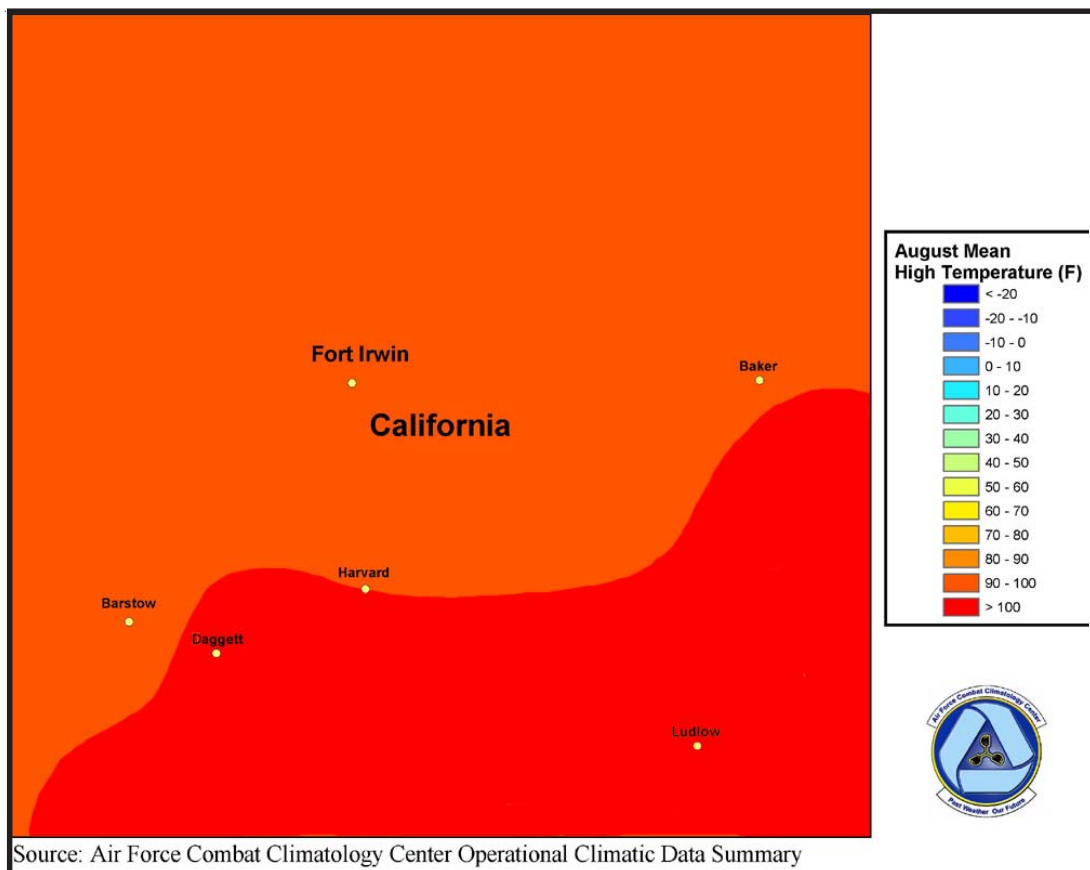 Fort Irwin
Baker
California
Harvard
Barstow
Daggett
Ludlow
August Mean
High Temperature (F)
< -20
-20 - -10
-10 - 0
0 - 10
10 - 20
20 - 30
30 - 40
40 - 50
50 - 60
60 - 70
70 - 80
80 - 90
90 - 100
> 100
Air Force Combat Climatology Center
Past Weather Our Future
Source: Air Force Combat Climatology Center Operational Climatic Data Summary